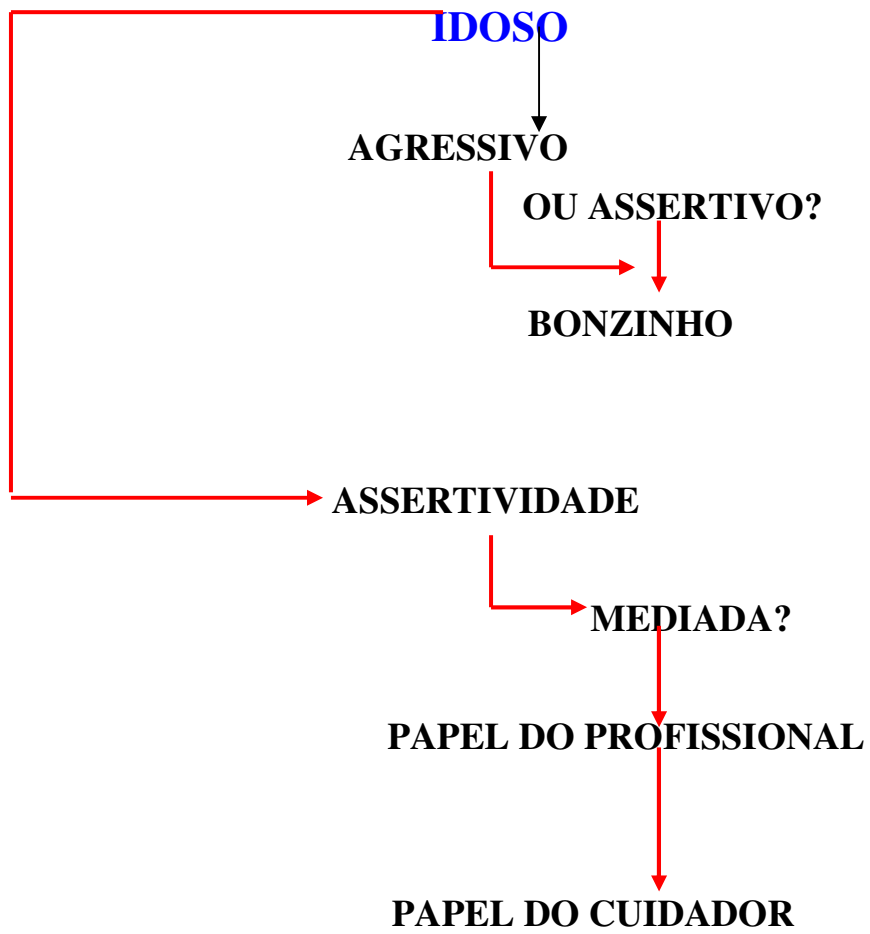 IDOSO
AGRESSIVO
OU ASSERTIVO?
BONZINHO
ASSERTIVIDADE
MEDIADA?
PAPEL DO PROFISSIONAL
PAPEL DO CUIDADOR